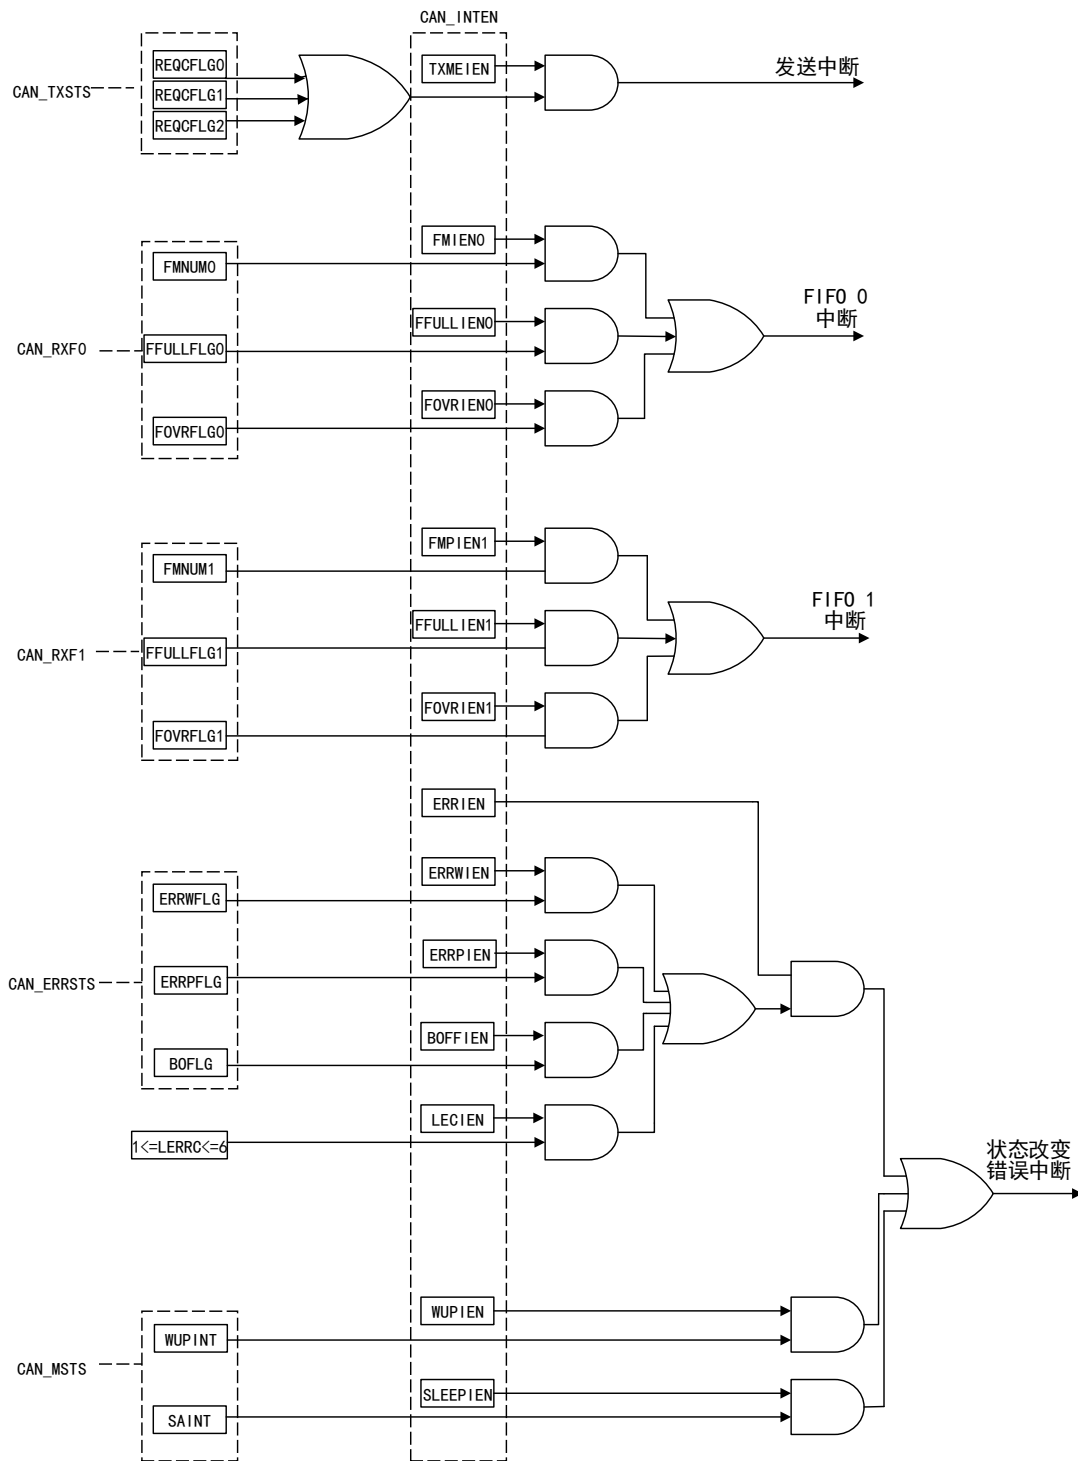 CAN_INTEN
CAN_TXSTS
REQCFLG0
REQCFLG1
REQCFLG2
TXMEIEN
发送中断
CAN_RXF0
FMNUM0
FFULLFLG0
FOVRFLG0
FMIEN0
FFULLIEN0
FOVRIEN0
FIFO 0
中断
CAN_RXF1
FMNUM1
FFULLFLG1
FOVRFLG1
FMPIEN1
FFULLIEN1
FOVRIEN1
FIFO 1
中断
ERRIEN
CAN_ERRSTS
ERRWFLG
ERRPFLG
BOFLG
1<=LERRC<=6
ERRWIEN
ERRPIEN
BOFFIEN
LECIEN
状态改变
错误中断
CAN_MSTS
WUPINT
SAINT
WUPIEN
SLEEPIEN